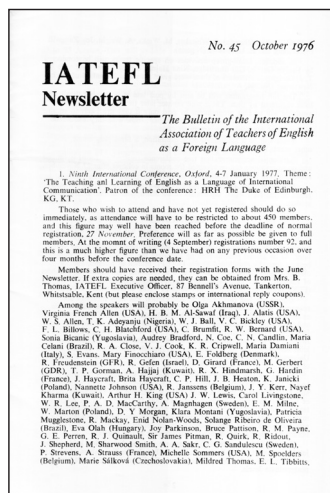 No. 45 October 1976
IATEFL
Newsletter
The Bulletin of the International
Association of Teachers of English
as a Foreign Language
1. Ninth International Conference, Oxford, 4-7 January 1977, Theme:
'The Teaching and Learning of English as a Language of International
Communication'. Patron of the conference: HRH The Duke of Edinburgh,
KG, KT.
Those who wish to attend and have not yet registered should do so
immediately, as attendance will have to be restricted to about 450 members,
and this figure may well have been reached before the deadline of normal
registration, 27 November. Preference will as far as possible be given to full
members. At the momnt of writing (4 September) registrations number 92, and
this is a much higher figure than we have had on any previous occasion over
four months before the conference date.
Members should have received their registration forms with the June
Newsletter. If extra copies are needed, they can be obtained from Mrs. B.
Thomas, IATEFL Executive Officer, 87 Bennell's Avenue, Tankerton,
Whitstable, Kent (but please enclose stamps or international reply coupons).
Among the speakers will probably be Olga Akhmanova (USSR),
Virginia French Allen (USA), H. B. M. Al-Sawaf (Iraq), J. Alatis (USA),
W. S. Allen, T. K. Adeyanju (Nigeria), W. J. Ball, V. C. Bickley (USA),
F. L. Billows, C. H. Blatchford (USA), C. Brumfit, R. W. Bernard (USA),
Sonia Bicanic (Yugoslavia), Audrey Bradford, N. Coe, C. N. Candlin, Maria
Celani (Brazil), R. A. Close, V. J. Cook, K. R. Cripwell, Maria Damiani
(Italy), S. Evans. Mary Finocchiaro (USA), E. Foldberg (Denmark),
R, Freudenstein (GFR), R, Gefen (Israel), D. Girard (France), M, Gerbert
(GDR), T. P. Gorman, A. Hajjaj (Kuwait). R. X. Hindmarsh, G. Hardin
(France), J. Haycraft, Brita Haycraft, C. P. Hill, J. B. Heaton, K. Janicki
(Poland), Nannette Johnson (USA), R, Janssens (Belgium), J. Y. Kerr, Nayef
Kharma (Kuwait). Arthur H. King (USA) J. W. Lewis, Carol Livingstone,
W. R. Lee, P. A. D. MacCarthy, A. Magnhagen (Sweden), E. M. Milne,
W. Marton (Poland), D. Y Morgan, Klara Montani (Yugoslavia), Patricia
Mugglestone, R. Mackay, Enid Nolan-Woods, Solange Ribeiro de Oliveira
(Brazil), Eva Olah (Hungary), Joy Parkinson, Bruce Pattison, R. M. Payne,
G. E. Perren, R. J. Quinault, Sir James Pitman, R. Quirk, R. Ridout,
J. Shepherd, M. Sharwood Smith, A. A. Sakr, C. G. Sandulescu (Sweden),
P. Strevens, A. Strauss (France), Michelle Sommers (USA), M. Spoelders
(Belgium), Marie Sálková (Czechoslovakia), Mildred Thomas, E. L. Tibbitts,